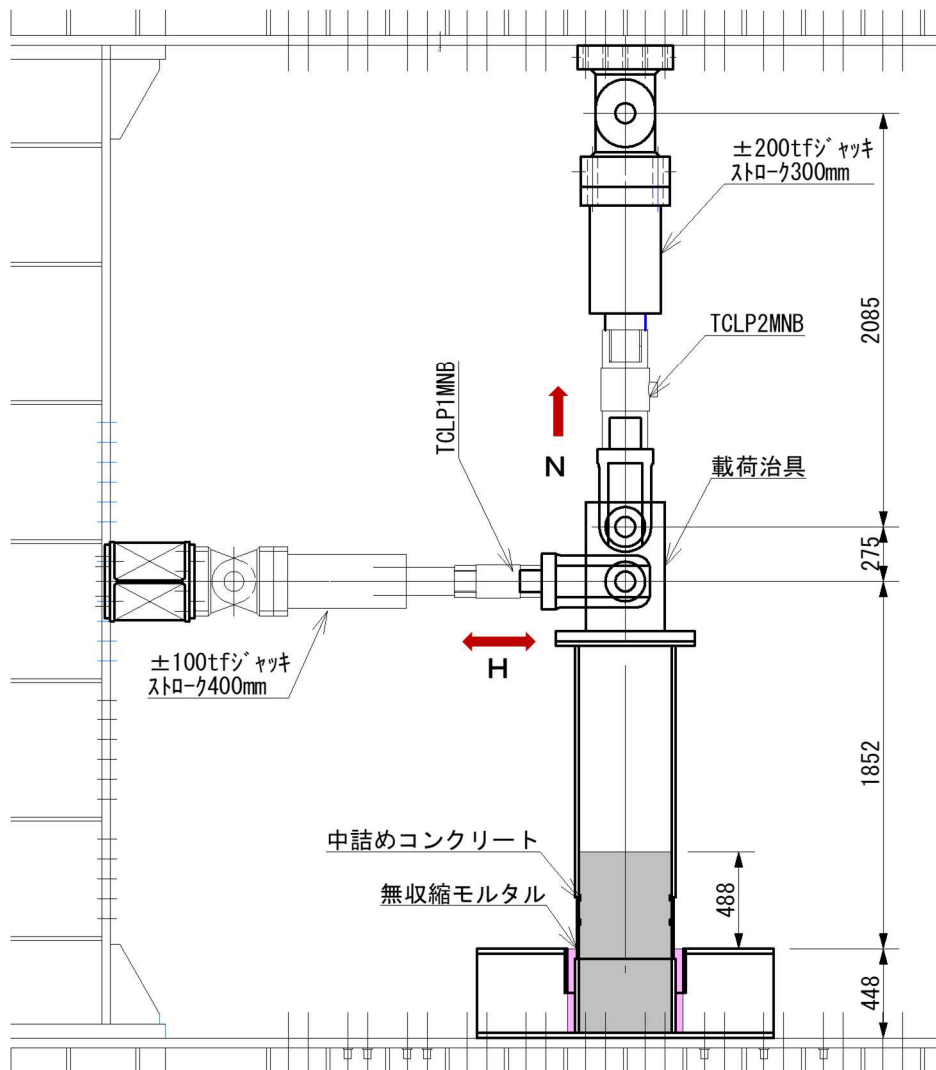 ±200tfジャッキ
ストローク300mm
2085
TCLP2MNB
TCLP1MNB
N
載荷治具
275
±100tfジャッキ
ストローク400mm
H
1852
中詰めコンクリート
無収縮モルタル
488
448